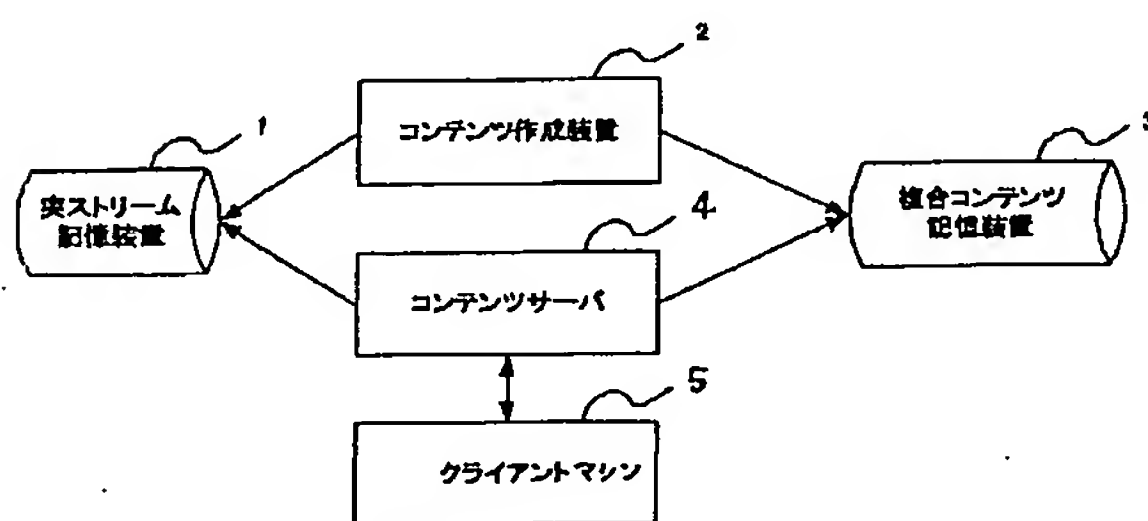 2
コンテンツ作成装置
1
実ストリーム
記憶装置
3
複合コンテンツ
記憶装置
4
コンテンツサーバ
5
クライアントマシン